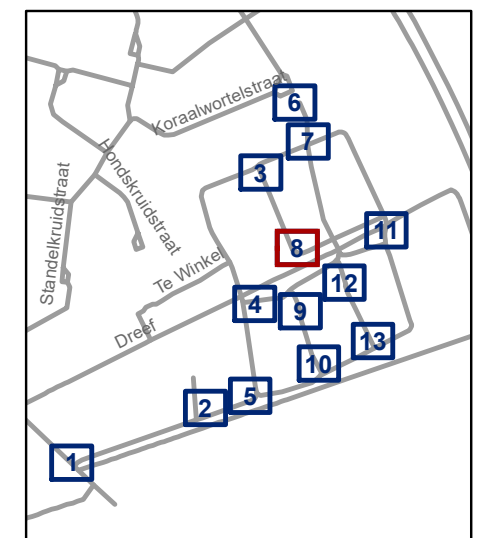 Koraalwortelstraat
6
7
Hondskruidstraat
3
Standelkruidstraat
11
8
Te Winkel
12
4
9
Dreef
13
10
5
2
1